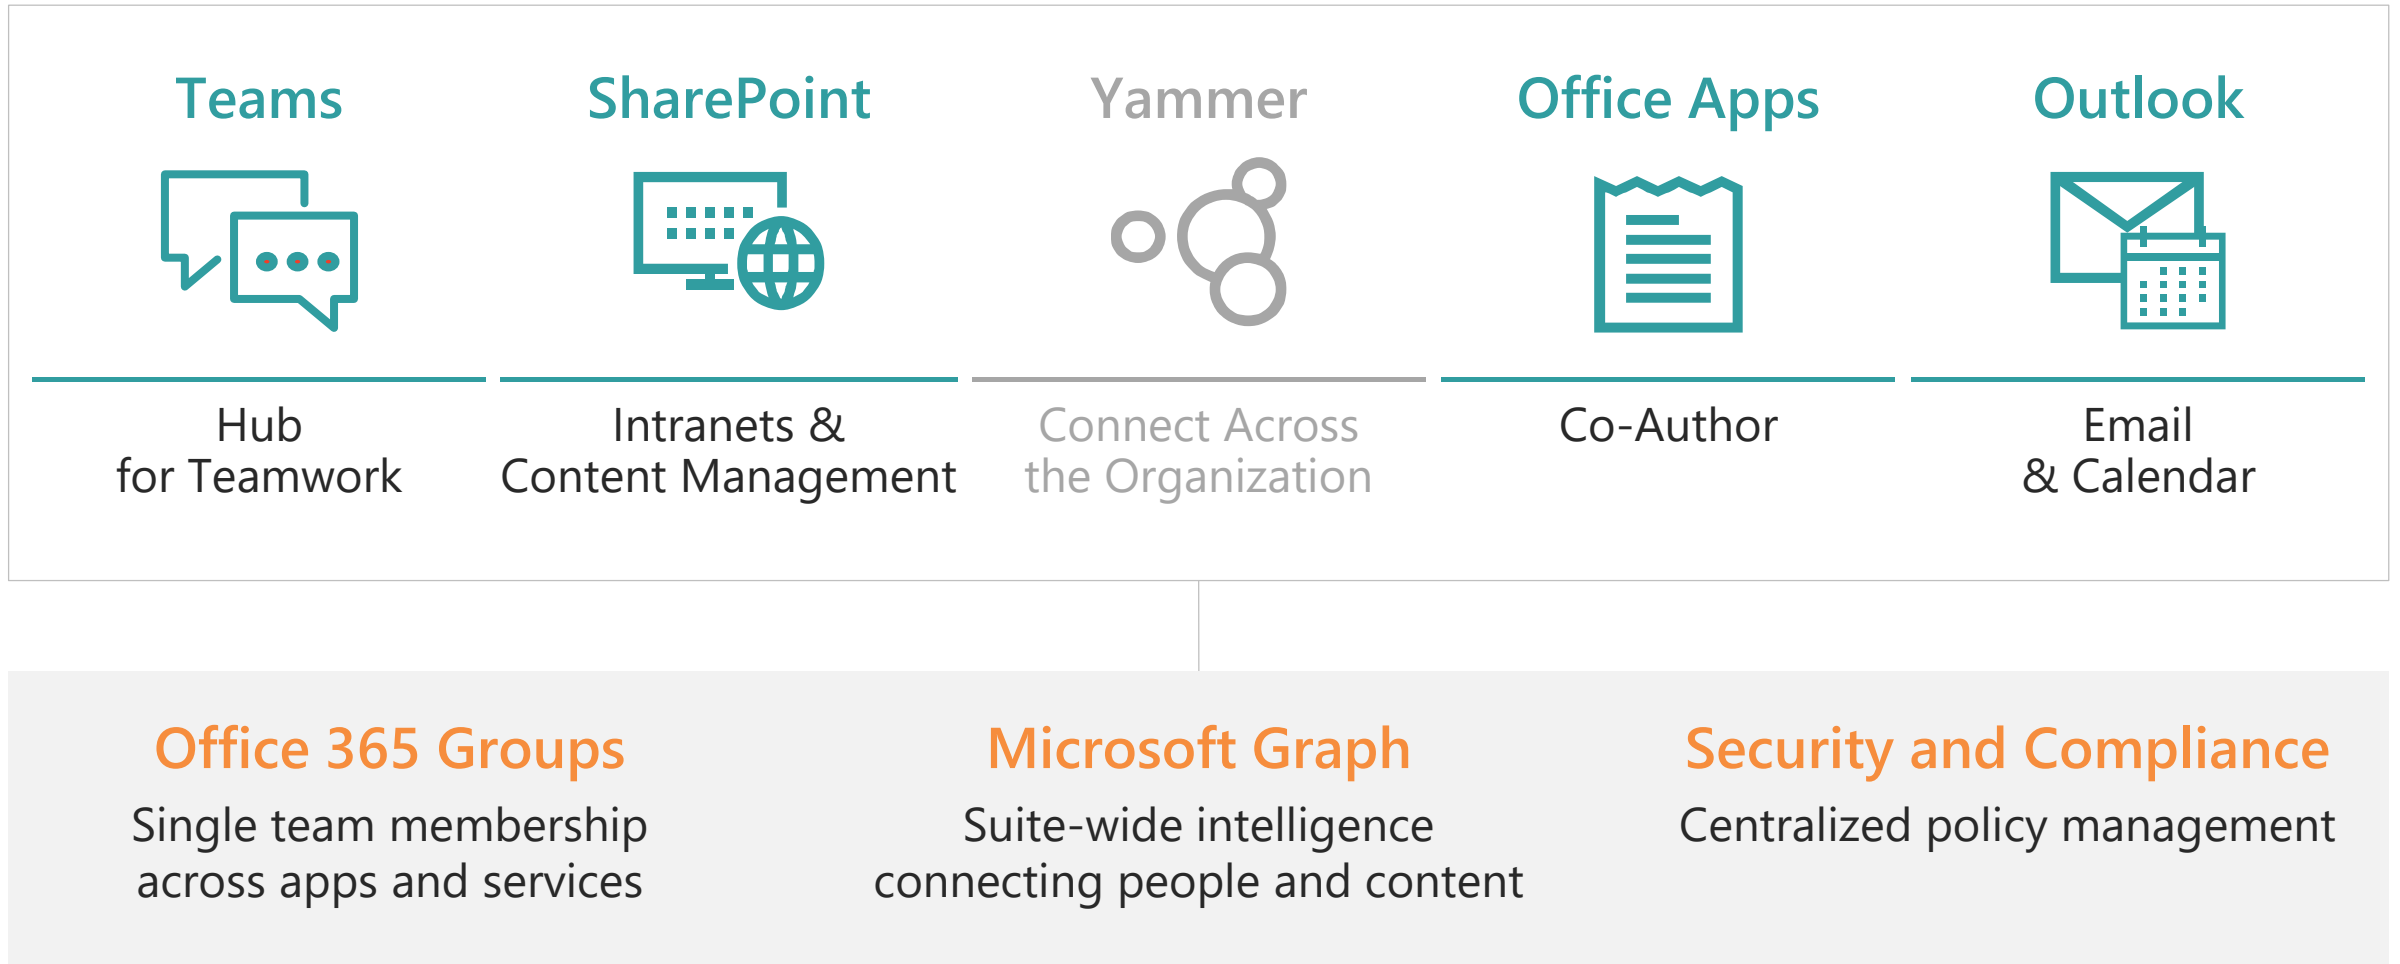 Teams
SharePoint
Yammer
Office Apps
Outlook
Hub
for Teamwork
Intranets &
Content Management
Connect Across
the Organization
Co-Author
Email
& Calendar
Office 365 Groups
Single team membership
across apps and services
Microsoft Graph
Suite-wide intelligence
connecting people and content
Security and Compliance
Centralized policy management